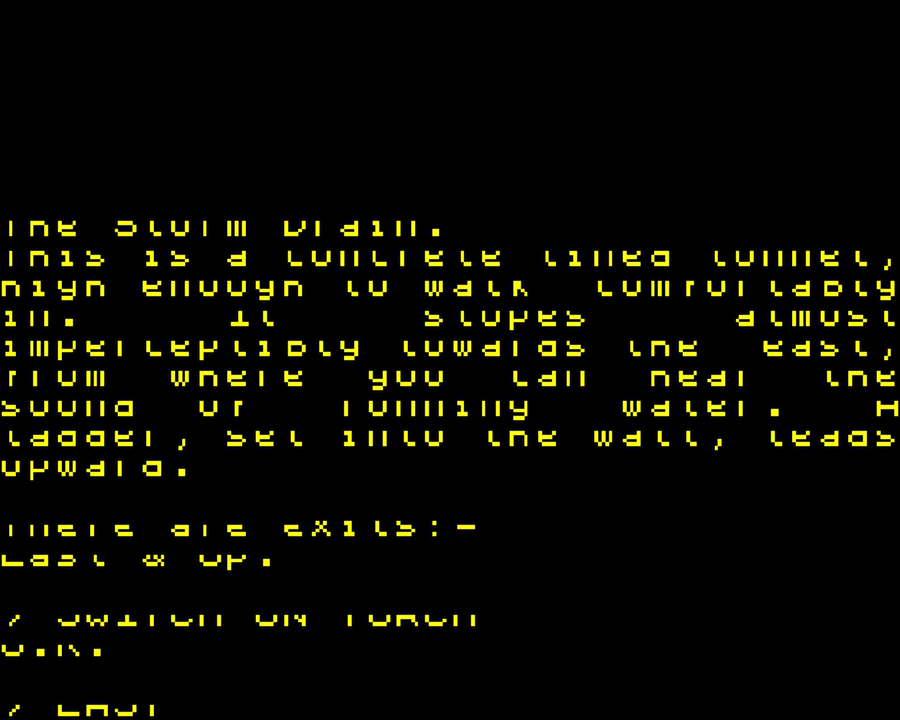 The Storm Drain.
This is a concrete lined tunnel,
high enough to walk comfortably
in. It slopes almost
imperceptibly towards the east,
from where you can hear the
sound of running water. A
ladder, set into the wall, leads
upward.
There are exits:-
East & Up.
SWITCH ON TORCH
O.K.
EAST